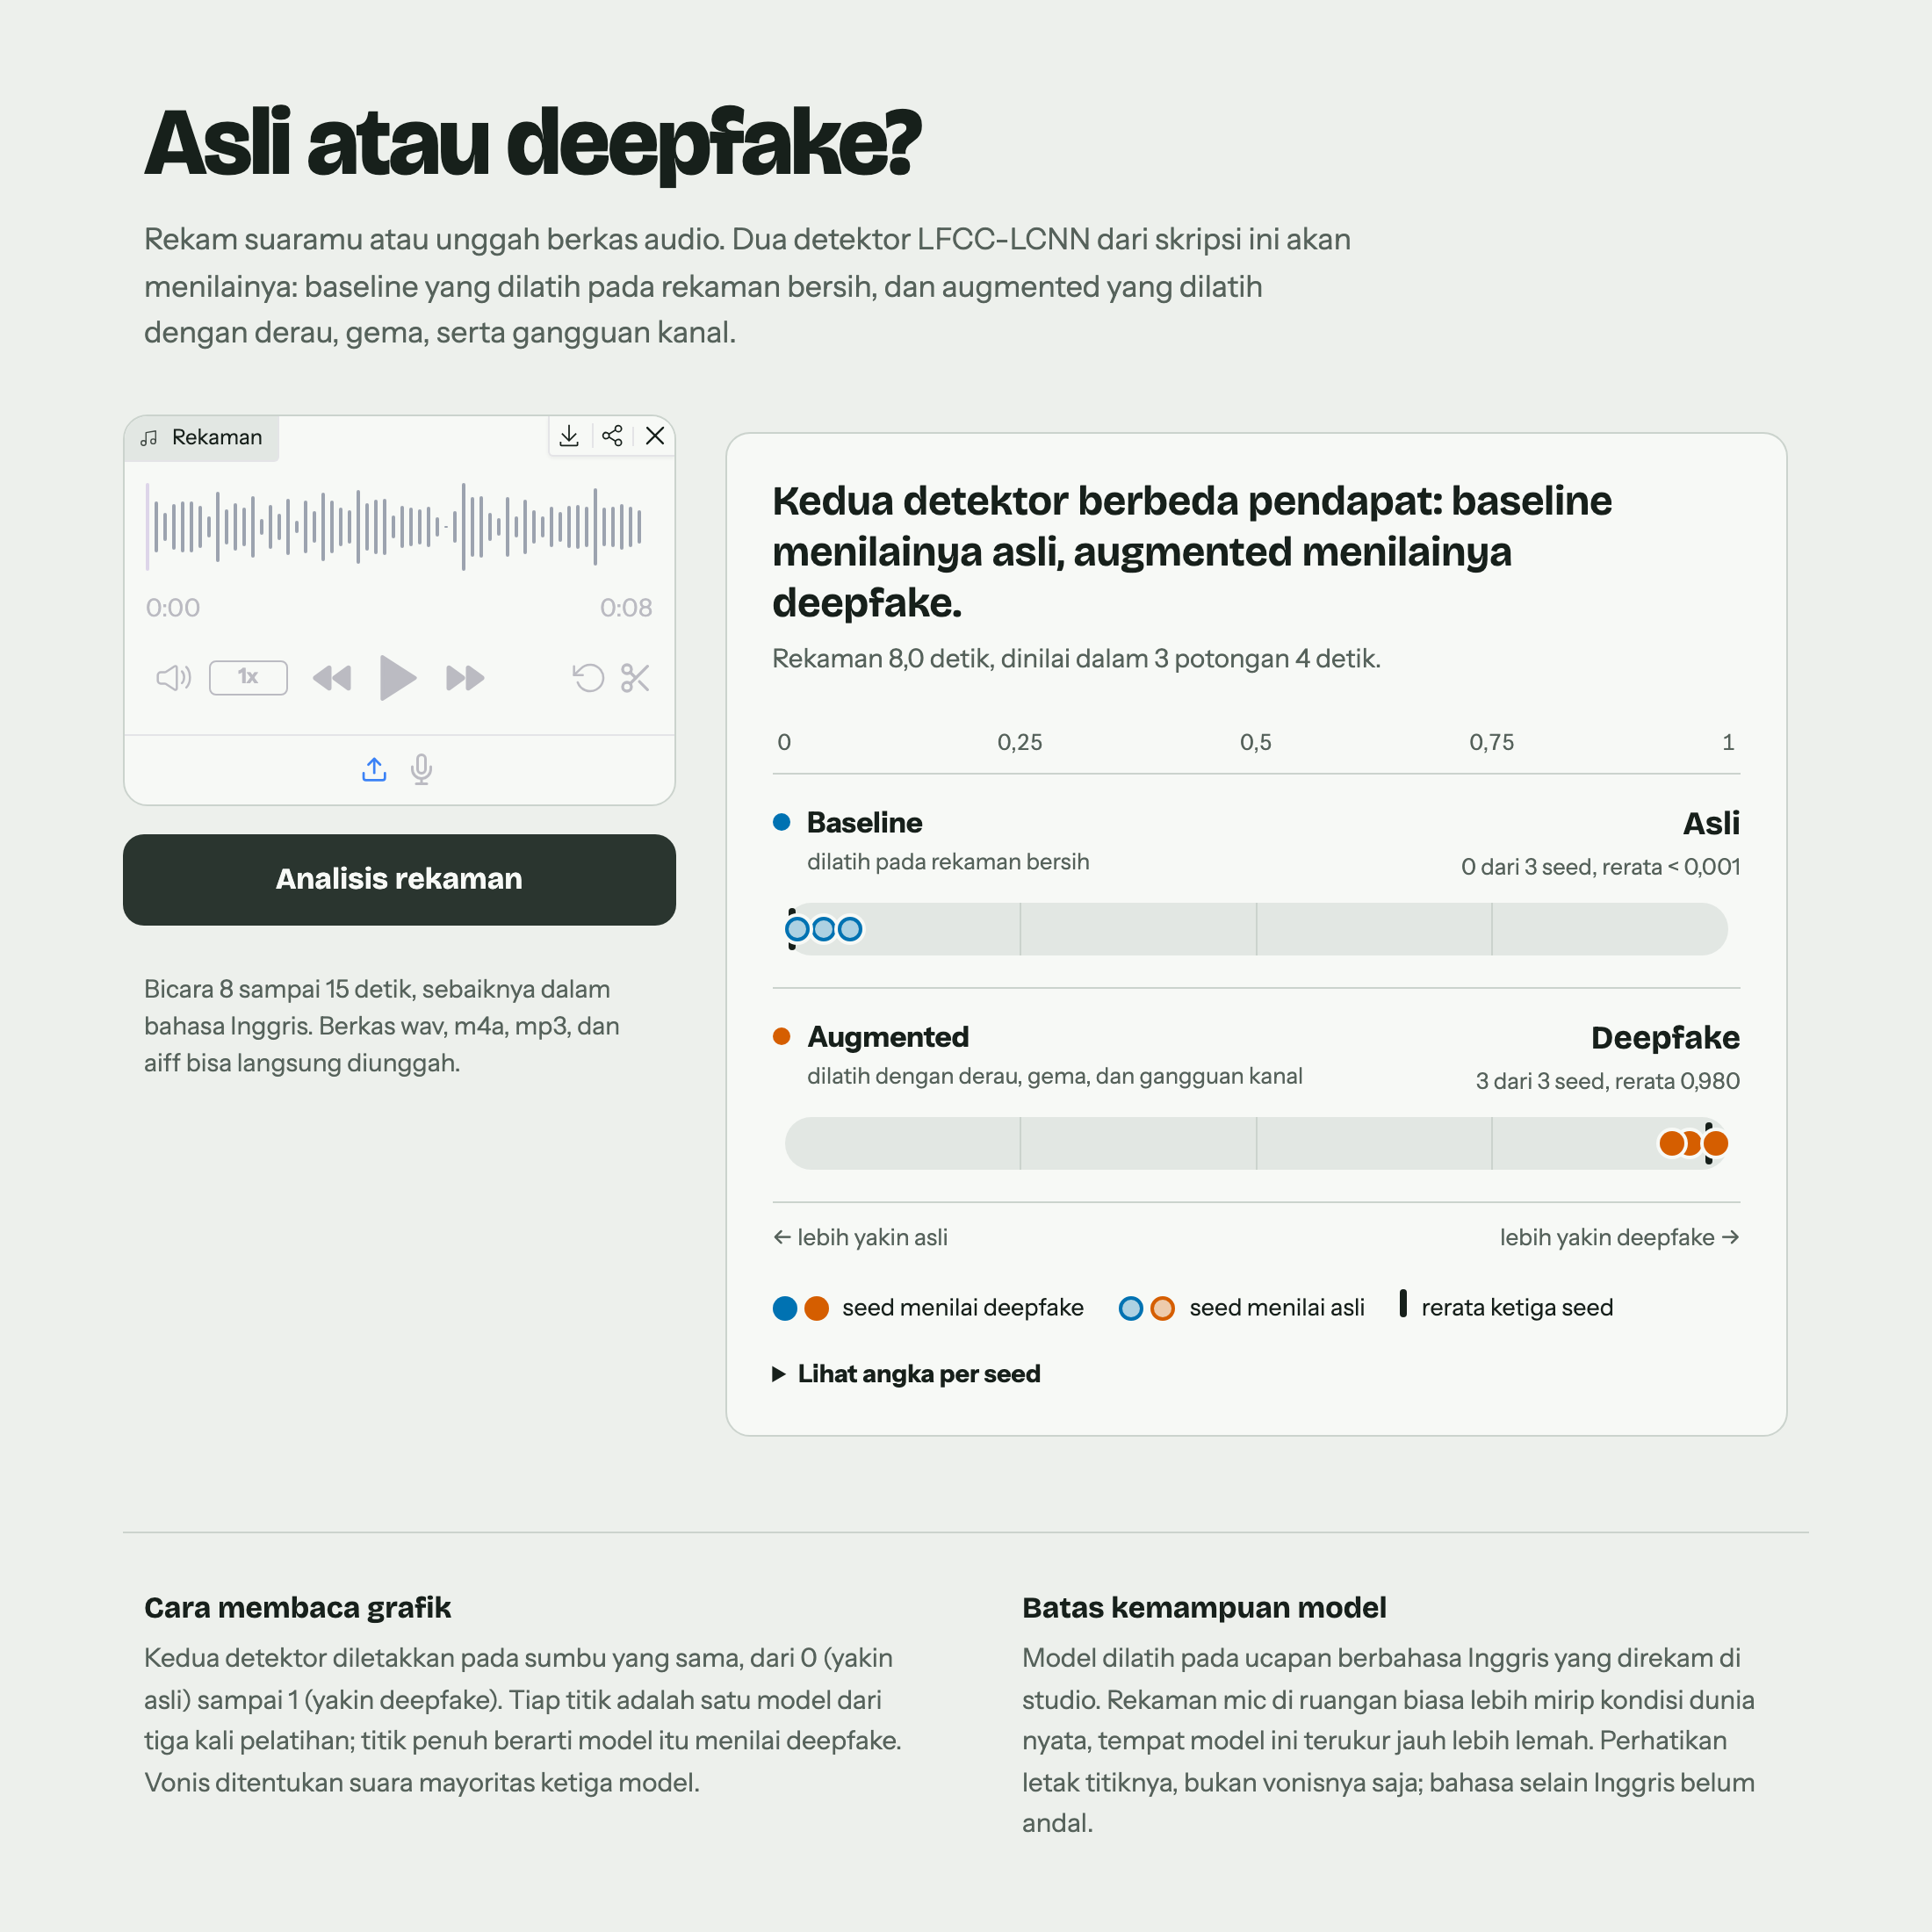 Asli atau deepfake?
Rekam suaramu atau unggah berkas audio. Dua detektor LFCC-LCNN dari skripsi ini akan
menilainya: baseline yang dilatih pada rekaman bersih, dan augmented yang dilatih
dengan derau, gema, serta gangguan kanal.
Rekaman
0:00
0:08
1x
Analisis rekaman
Bicara 8 sampai 15 detik, sebaiknya dalam
bahasa Inggris. Berkas wav, m4a, mp3, dan
aiff bisa langsung diunggah.
Kedua detektor berbeda pendapat: baseline
menilainya asli, augmented menilainya
deepfake.
Rekaman 8,0 detik, dinilai dalam 3 potongan 4 detik.
0 0,25 0,5 0,75 1
Baseline
Asli
dilatih pada rekaman bersih
0 dari 3 seed, rerata < 0,001
Augmented
Deepfake
dilatih dengan derau, gema, dan gangguan kanal
3 dari 3 seed, rerata 0,980
← lebih yakin asli
lebih yakin deepfake →
seed menilai deepfake
seed menilai asli
rerata ketiga seed
Lihat angka per seed
Cara membaca grafik
Kedua detektor diletakkan pada sumbu yang sama, dari 0 (yakin
asli) sampai 1 (yakin deepfake). Tiap titik adalah satu model dari
tiga kali pelatihan; titik penuh berarti model itu menilai deepfake.
Vonis ditentukan suara mayoritas ketiga model.
Batas kemampuan model
Model dilatih pada ucapan berbahasa Inggris yang direkam di
studio. Rekaman mic di ruangan biasa lebih mirip kondisi dunia
nyata, tempat model ini terukur jauh lebih lemah. Perhatikan
letak titiknya, bukan vonisnya saja; bahasa selain Inggris belum
andal.